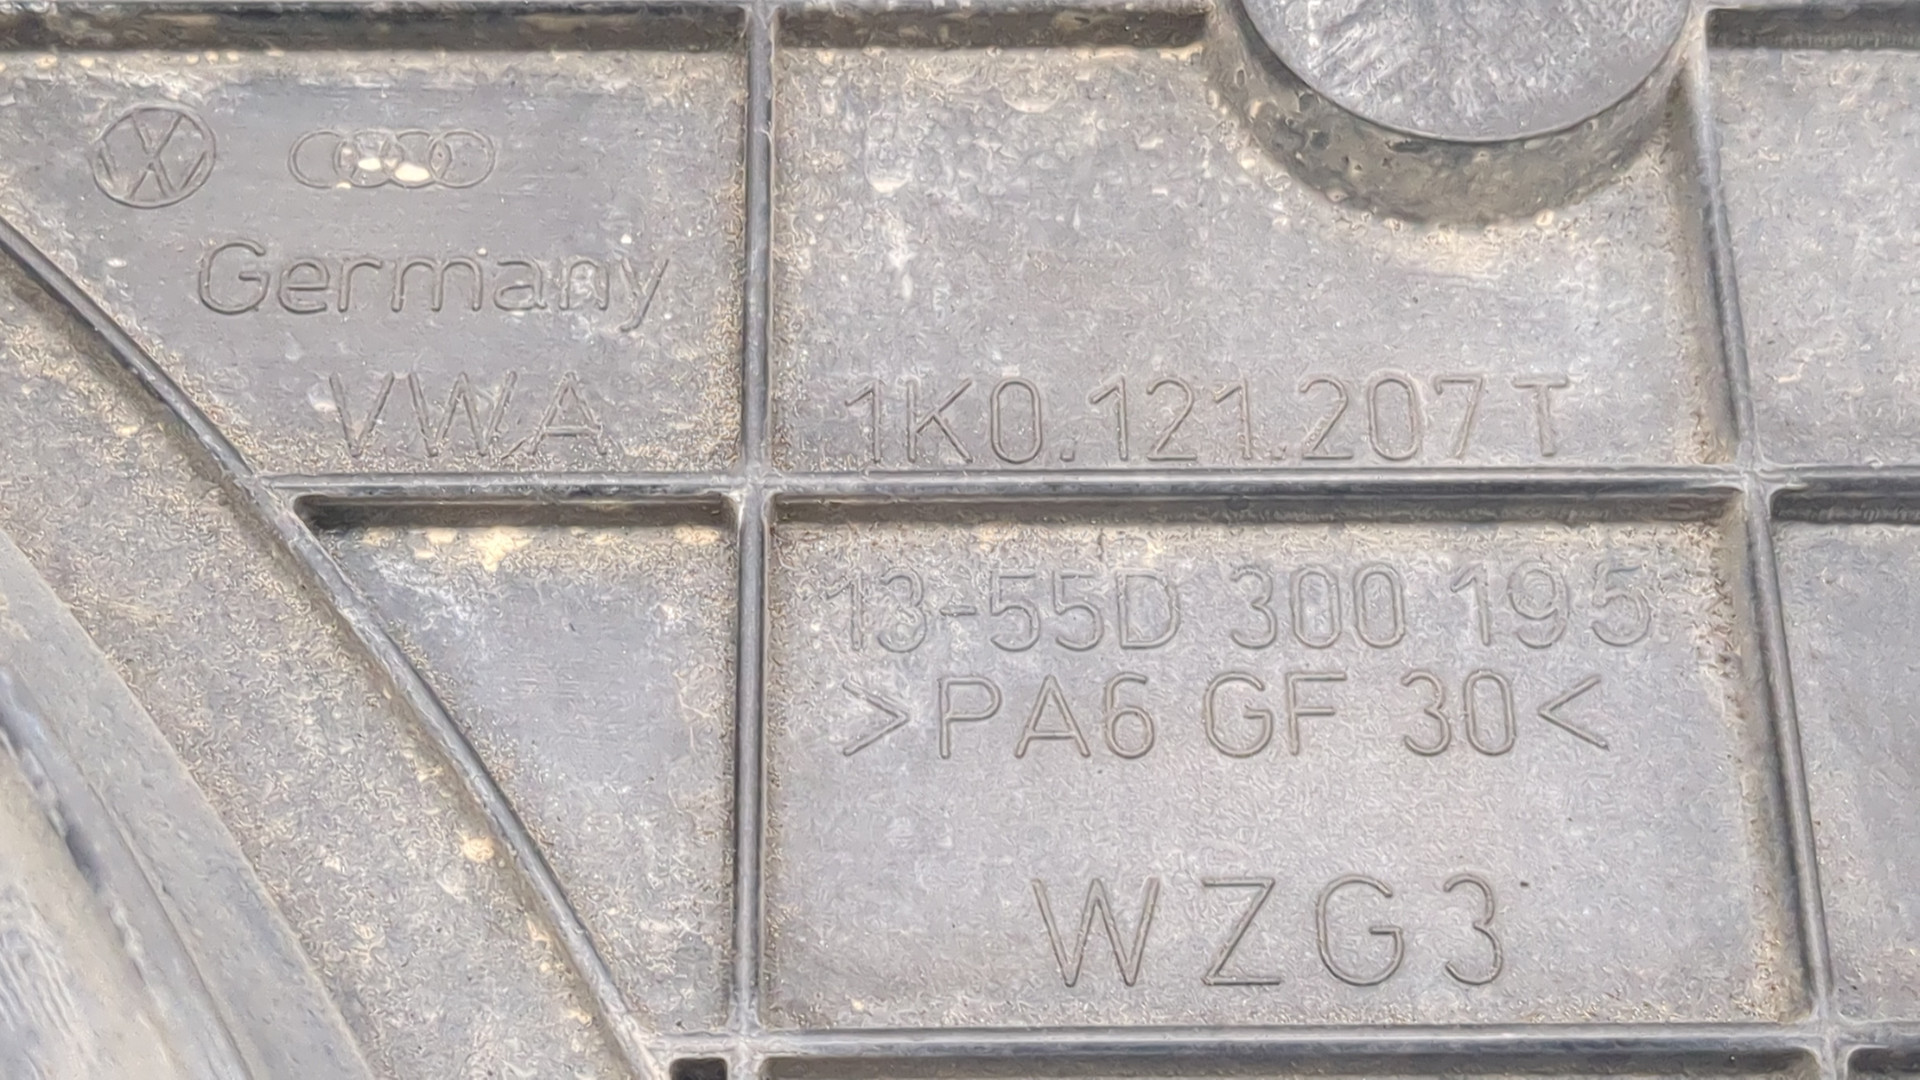 Germany
VWA
1K0.121.207 T
13-55D 300 195
>PA6 GF 30<
WZG3